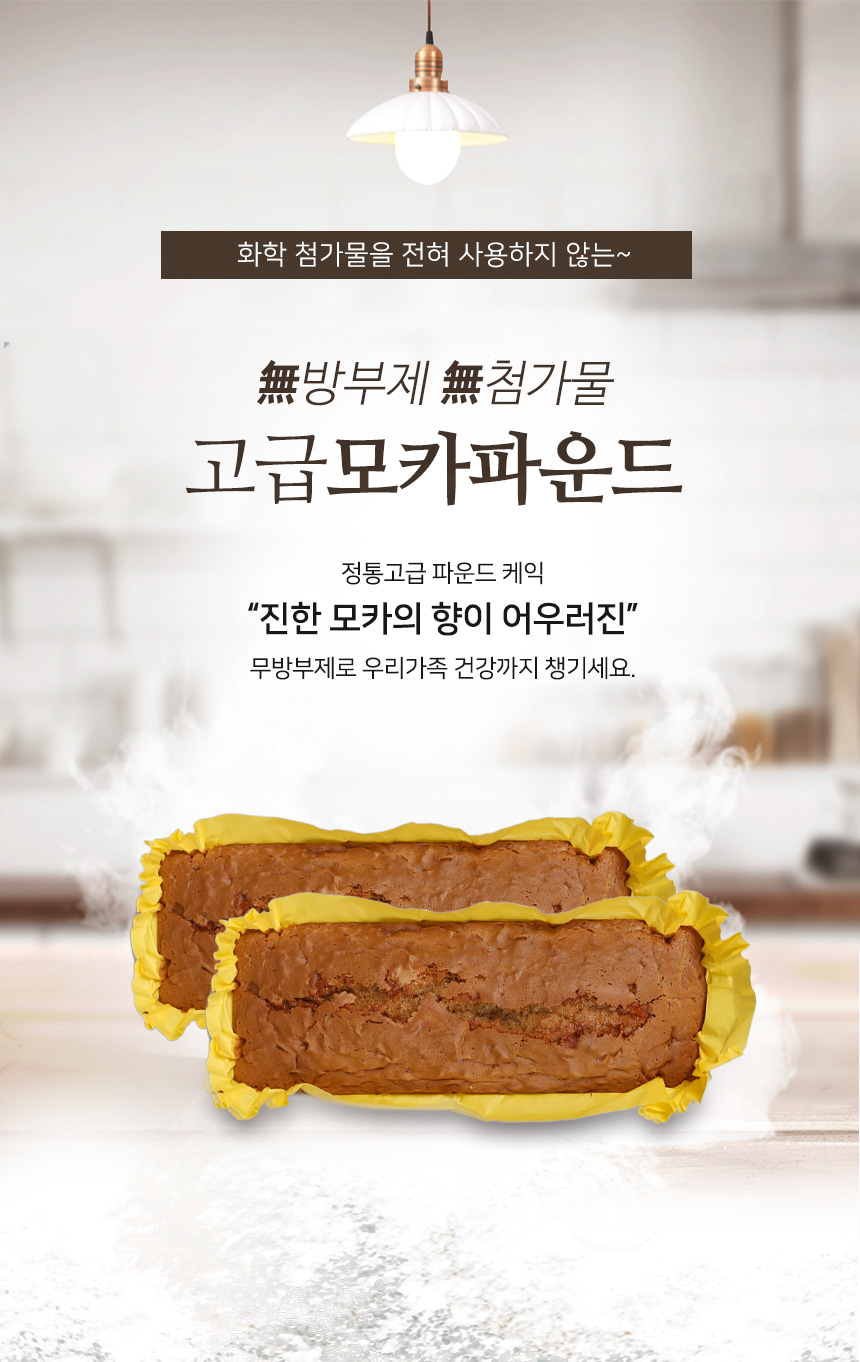 화학 첨가물을 전혀 사용하지 않는~
無방부제 無첨가물
고급모카파운드
정통고급 파운드 케익
“진한 모카의 향이 어우러진”
무방부제로 우리가족 건강까지 챙기세요.